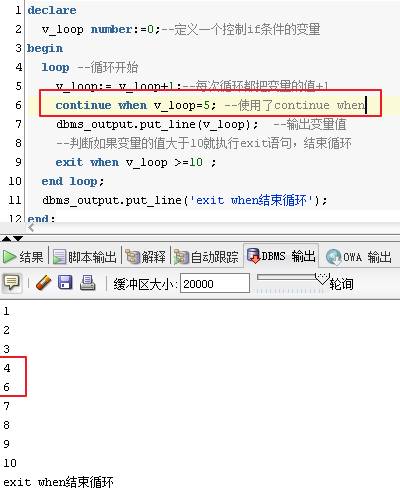 1 declare
2 v_loop number:=0;--定义一个控制if条件的变量
3 begin
4 loop --循环开始
5 v_loop:= v_loop+1;--每次循环都把变量的值+1
6 continue when v_loop=5; --使用了continue when
7 dbms_output.put_line(v_loop); --输出变量值
8 --判断如果变量的值大于10就执行exit语句，结束循环
9 exit when v_loop >=10 ;
10 end loop;
11 dbms_output.put_line('exit when结束循环');
12 end;
结果 脚本输出 解释 自动跟踪 DBMS 输出 OWA 输出
缓冲区大小: 20000 轮询
1
2
3
4
6
7
8
9
10
exit when结束循环